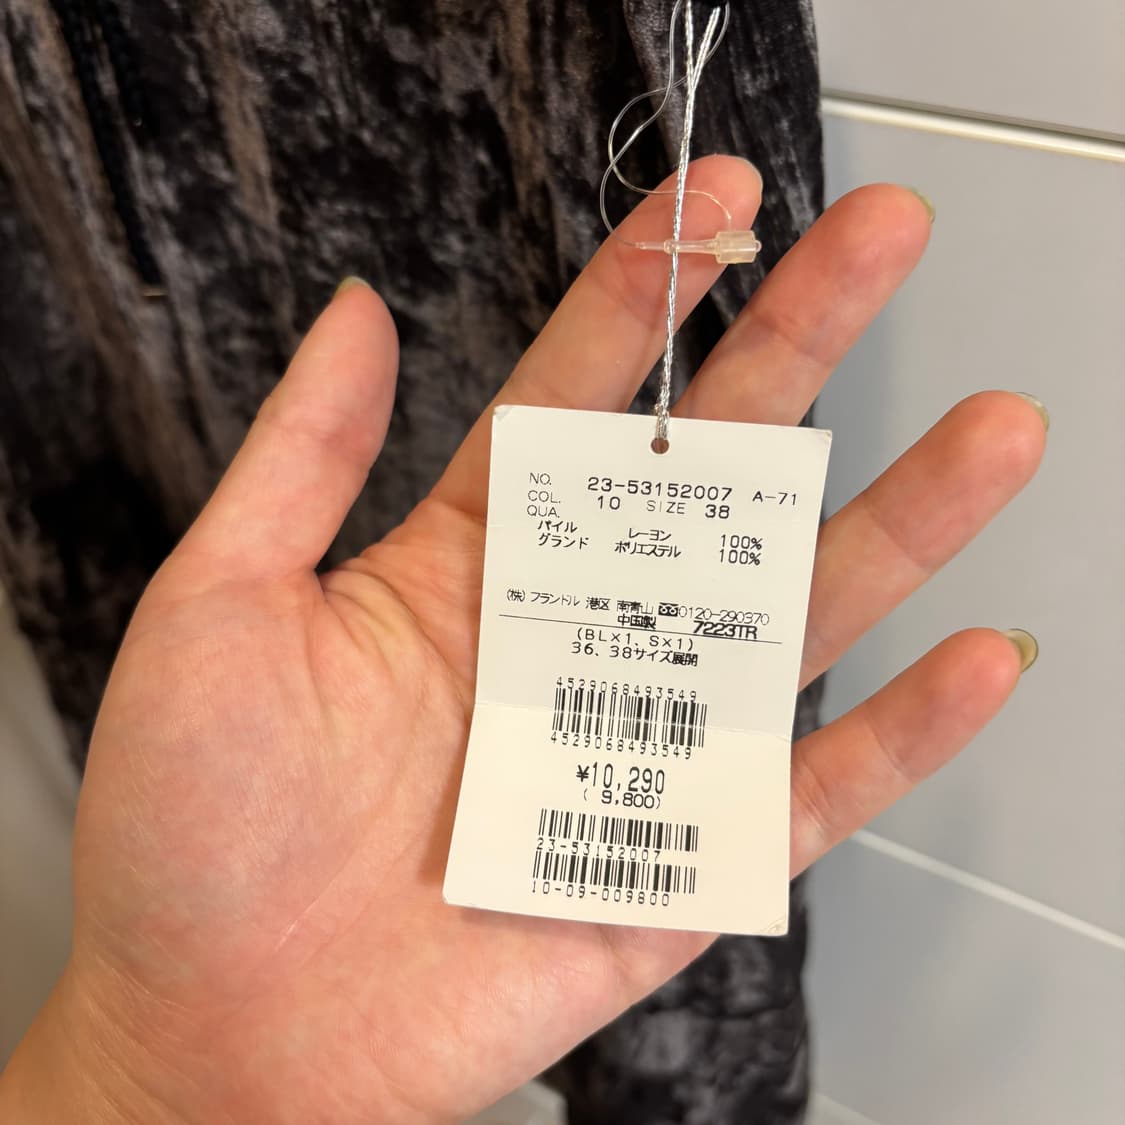 NO. 23-53152007 A-71
COL. 10 SIZE 38
QUA.
パイル レーヨン 100%
グランド ポリエステル 100%
(株) フランドル 港区 南青山 0120-290370
中国製 7223TR
(BL×1、S×1)
36、38サイズ展開
4529068493549
4529068493549
¥10,290
( 9,800)
23-53152007
10-09-009800